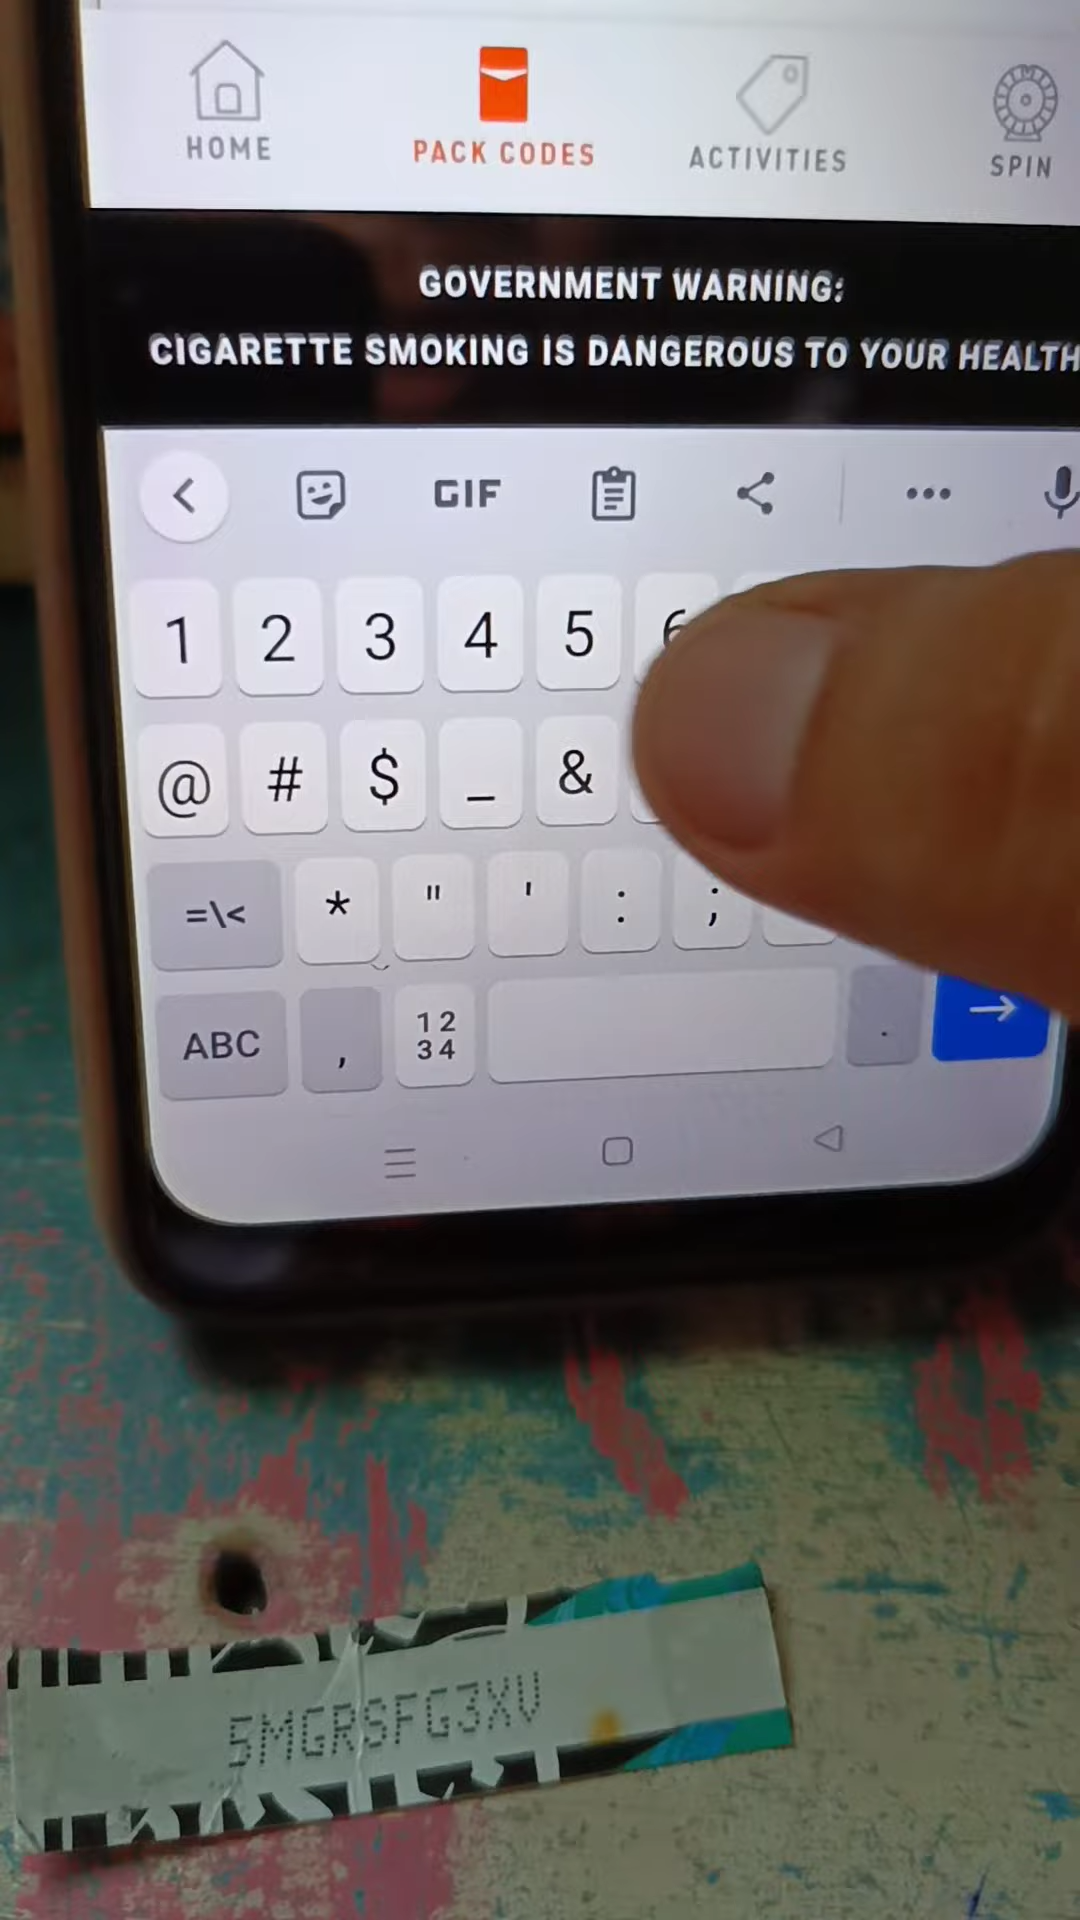 HOME PACK CODES ACTIVITIES SPIN
GOVERNMENT WARNING:
CIGARETTE SMOKING IS DANGEROUS TO YOUR HEALTH
GIF
1 2 3 4 5 6
@ # $ _ &
=\< * " ' : ;
ABC , 12 34 .
5MGRSFG3XV